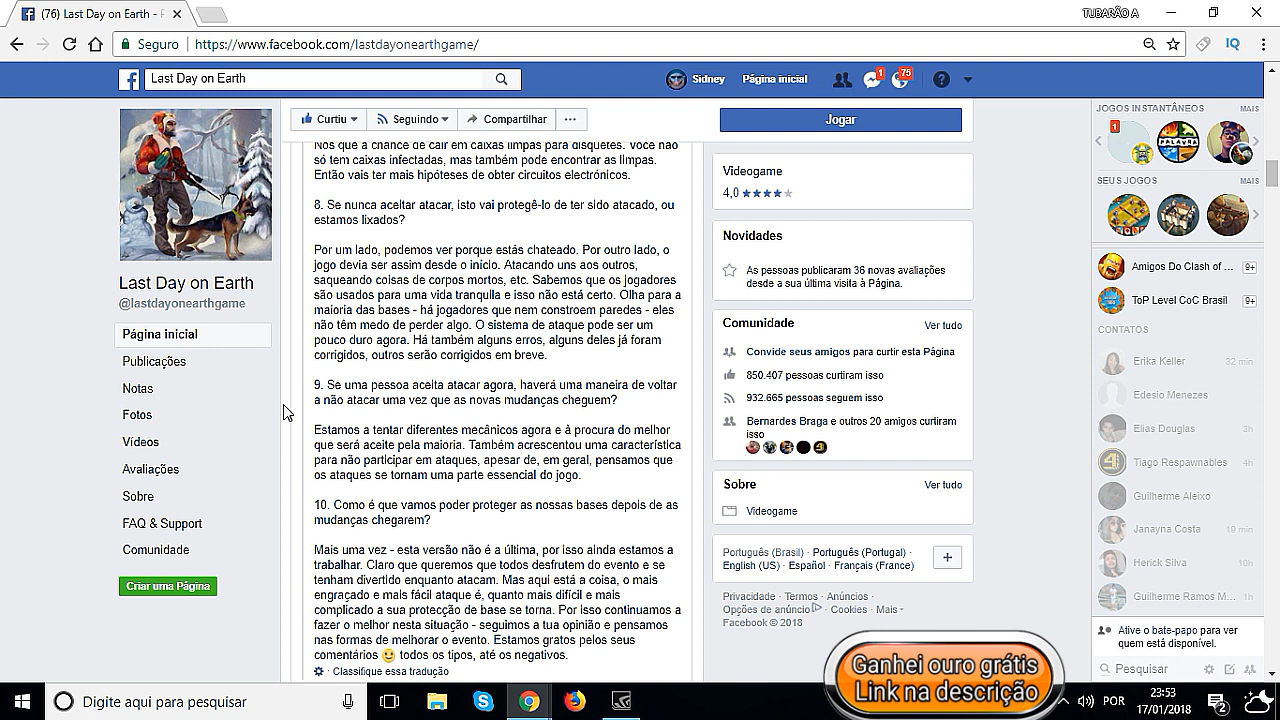 (76) Last Day on Earth -
TUBARÃO A
Seguro
https://www.facebook.com/lastdayonearthgame/
IQ
Last Day on Earth
Sidney
Página inicial
1
75
Curtiu
Seguindo
Compartilhar
Jogar
Last Day on Earth
@lastdayonearthgame
Página inicial
Publicações
Notas
Fotos
Vídeos
Avaliações
Sobre
FAQ & Support
Comunidade
Criar uma Página
Nos que a chance de cair em caixas limpas para disquetes. Você não
só tem caixas infectadas, mas também pode encontrar as limpas.
Então vais ter mais hipóteses de obter circuitos electrónicos.
8. Se nunca aceitar atacar, isto vai protegê-lo de ter sido atacado, ou
estamos lixados?
Por um lado, podemos ver porque estás chateado. Por outro lado, o
jogo devia ser assim desde o início. Atacando uns aos outros,
saqueando coisas de corpos mortos, etc. Sabemos que os jogadores
são usados para uma vida tranquila e isso não está certo. Olha para a
maioria das bases - há jogadores que nem constroem paredes - eles
não têm medo de perder algo. O sistema de ataque pode ser um
pouco duro agora. Há também alguns erros, alguns deles já foram
corrigidos, outros serão corrigidos em breve.
9. Se uma pessoa aceita atacar agora, haverá uma maneira de voltar
a não atacar uma vez que as novas mudanças cheguem?
Estamos a tentar diferentes mecânicos agora e à procura do melhor
que será aceite pela maioria. Também acrescentou uma característica
para não participar em ataques, apesar de, em geral, pensamos que
os ataques se tornam uma parte essencial do jogo.
10. Como é que vamos poder proteger as nossas bases depois de as
mudanças chegarem?
Mais uma vez - esta versão não é a última, por isso ainda estamos a
trabalhar. Claro que queremos que todos desfrutem do evento e se
tenham divertido enquanto atacam. Mas aqui está a coisa, o mais
engraçado e mais fácil ataque é, quanto mais difícil e mais
complicado a sua protecção de base se torna. Por isso continuamos a
fazer o melhor nesta situação - seguimos a tua opinião e pensamos
nas formas de melhorar o evento. Estamos gratos pelos seus
comentários 😀 todos os tipos, até os negativos.
Classifique essa tradução
Videogame
4,0
Novidades
As pessoas publicaram 36 novas avaliações
desde a sua última visita à Página.
Comunidade
Ver tudo
Convide seus amigos para curtir esta Página
850.407 pessoas curtiram isso
932.665 pessoas seguem isso
Bernardes Braga e outros 20 amigos curtiram
isso
Sobre
Ver tudo
Videogame
Português (Brasil) · Português (Portugal) ·
English (US) · Español · Français (France)
Privacidade · Termos · Anúncios ·
Opções de anúncio · Cookies · Mais
Facebook © 2018
JOGOS INSTANTÂNEOS
MAIS
1
PALAVRA
SEUS JOGOS
MAIS
Amigos Do Clash of ...
9+
ToP Level CoC Brasil
9+
CONTATOS
Erika Keller
32 min
Edesio Menezes
Elias Douglas
3h
Tiago Respawnables
4h
Guilherme Aleixo
Janayna Costa
19 min
Herick Silva
10h
Guilherme Ramos M...
1h
Ative o bate-papo para ver
quem está disponível.
Pesquisar
Ganhei ouro grátis
Link na descrição
Digite aqui para pesquisar
POR
23:53
17/01/2018
2